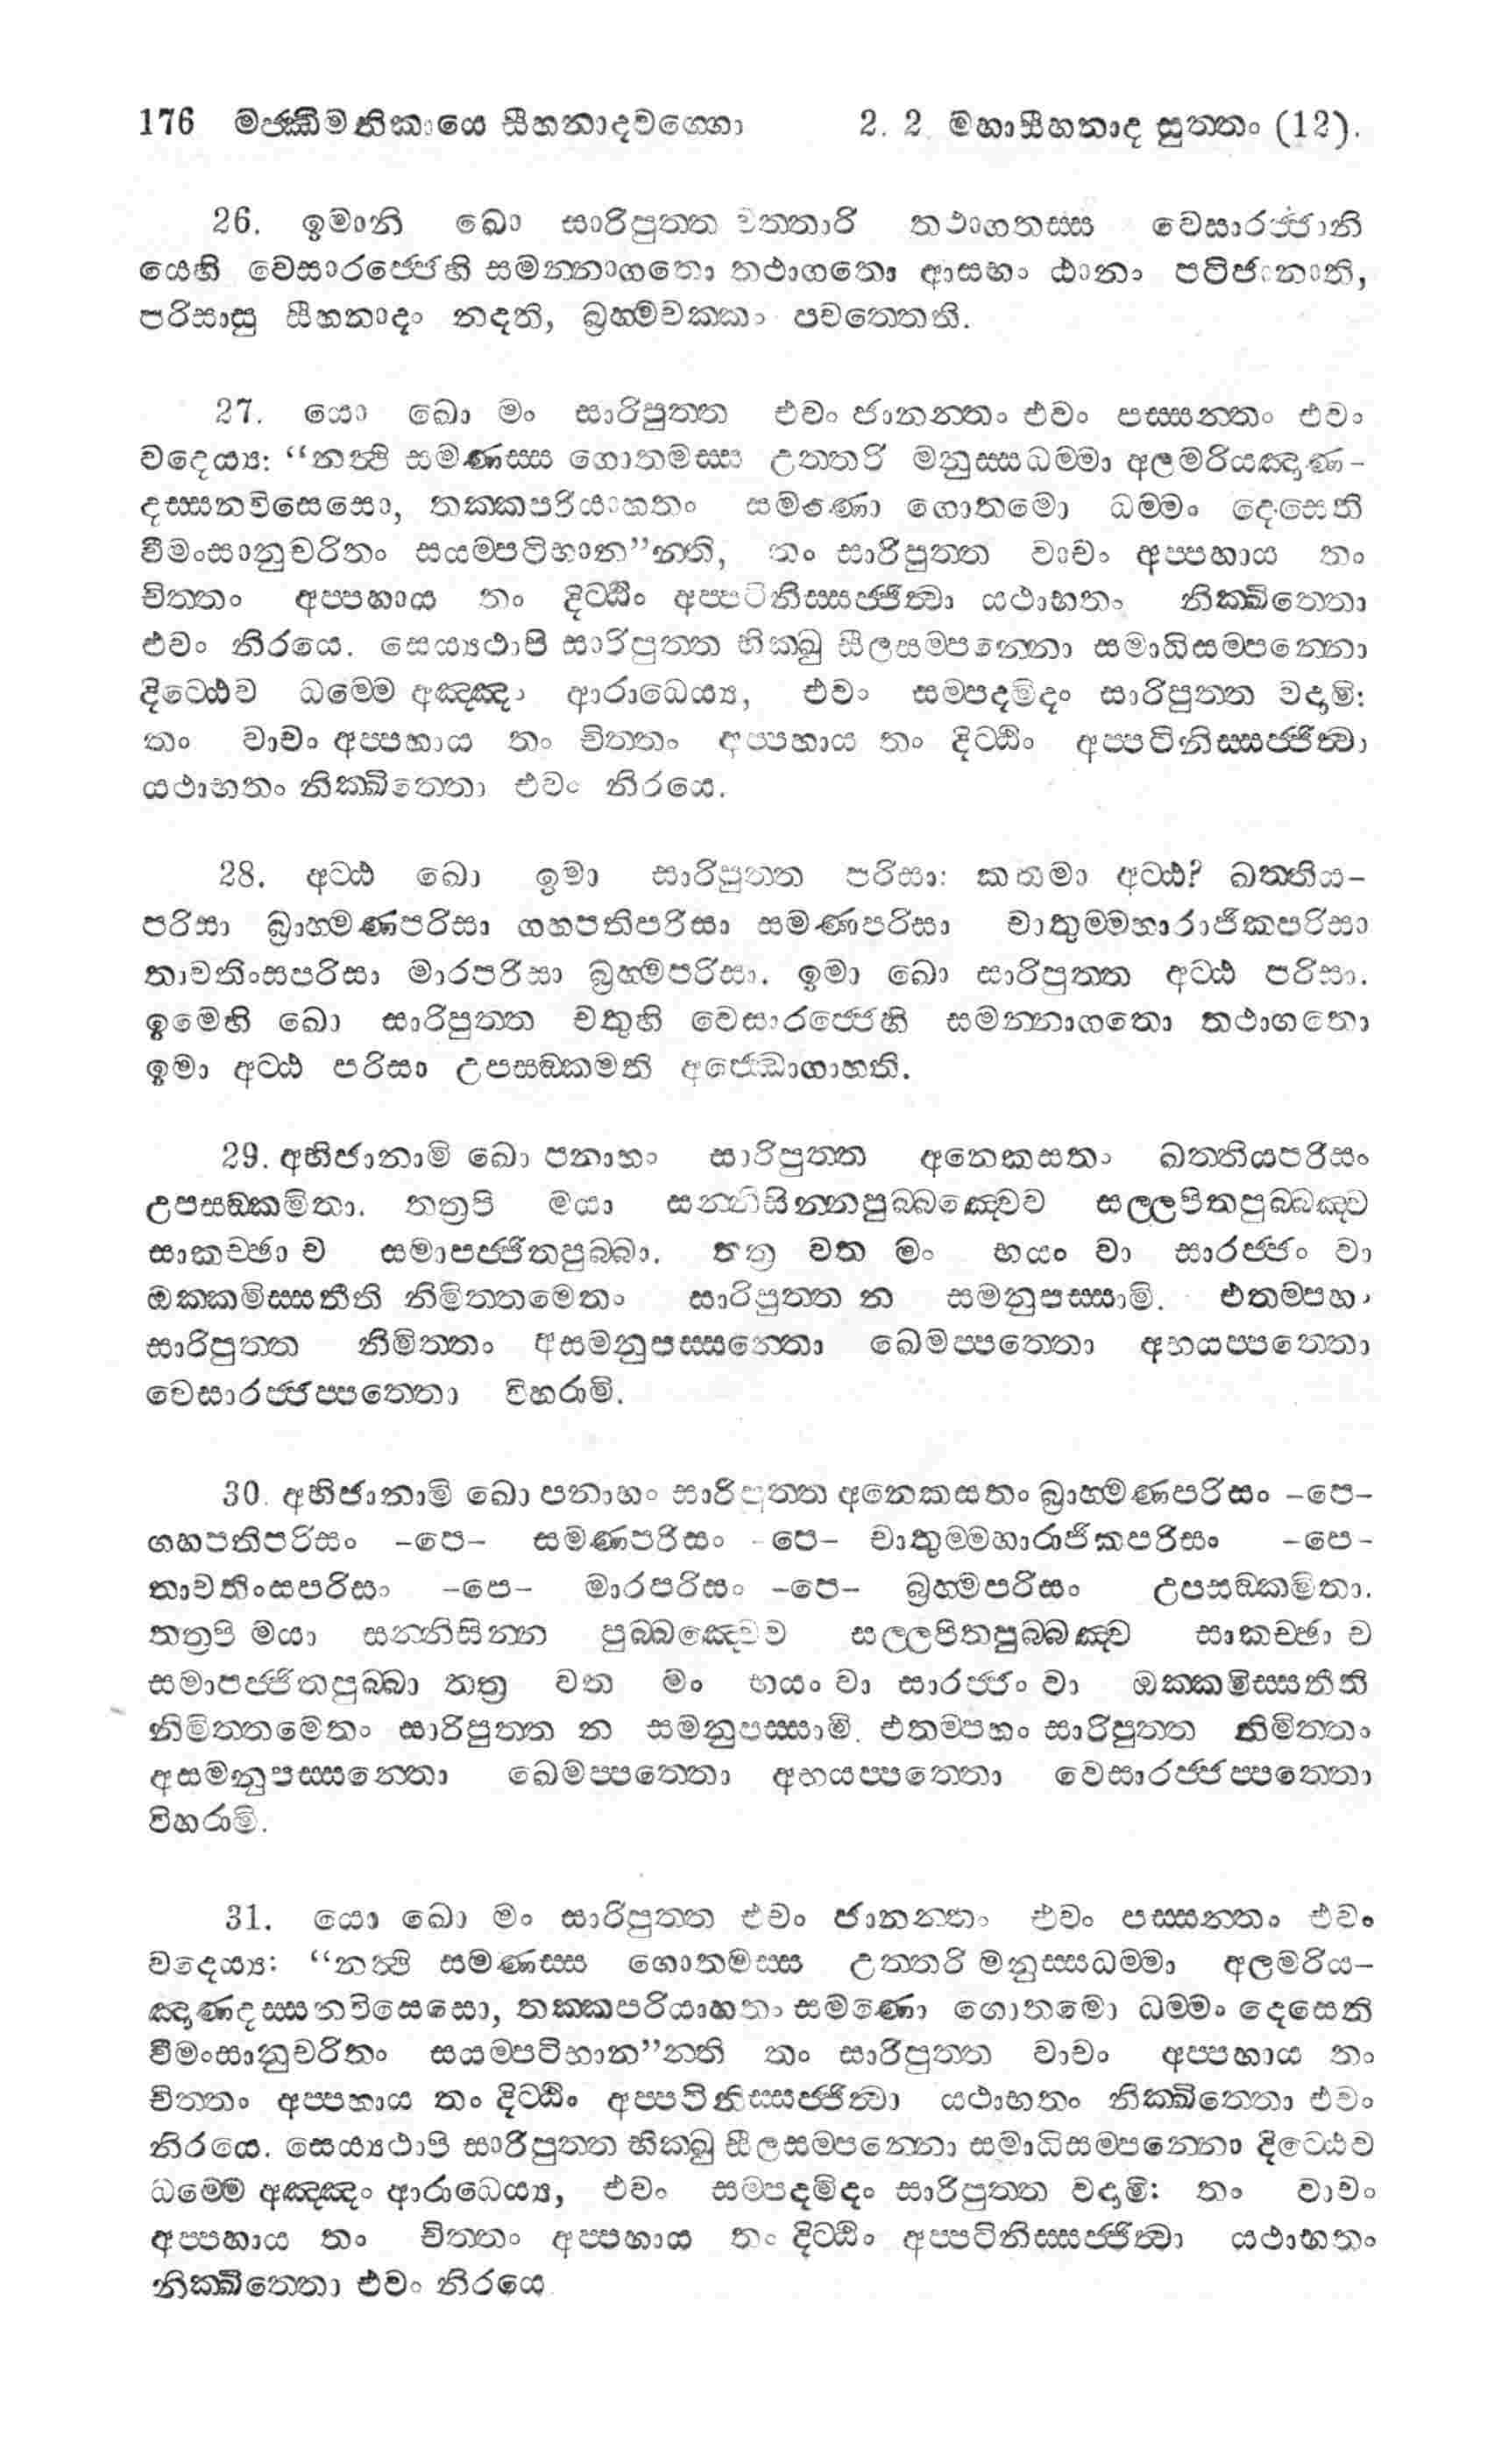 176 මජ්ඣිමනිකායෙ සීහනාදවග්ගො 2. 2. මහාසීහනාද සුත්තං (12).
26. ඉමානි ඛො සාරිපුත්ත චත්තාරි තථාගතස්ස වෙසාරජ්ජානි
යෙහි වෙසාරජ්ජෙහි සමන්නාගතො තථාගතො ආසභං ඨානං පටිජානාති,
පරිසාසු සීහනාදං නදති, බ්‍රහ්මචක්කං පවත්තෙති.
27. යො ඛො මං සාරිපුත්ත එවං ජානන්තං එවං පස්සන්තං එවං
වදෙය්‍ය: “නත්‍ථි සමණස්ස ගොතමස්ස උත්තරි මනුස්සධම්මා අලමරියඤාණ-
දස්සනවිසෙසො, තක්කපරියාහතං සමණො ගොතමො ධම්මං දෙසෙති
වීමංසානුචරිතං සයම්පටිභාන”න්ති, තං සාරිපුත්ත වාචං අප්පහාය තං
චිත්තං අප්පහාය තං දිට්ඨිං අප්පටිනිස්සජ්ජිත්‍වා යථාභතං නික්ඛිත්තො
එවං නිරයෙ. සෙය්‍යථාපි සාරිපුත්ත භික්ඛු සීලසම්පන්නො සමාධිසම්පන්නො
දිට්ඨෙව ධම්මෙ අඤ්ඤං ආරාධෙය්‍ය, එවං සම්පදමිදං සාරිපුත්ත වදාමි:
තං වාචං අප්පහාය තං චිත්තං අප්පහාය තං දිට්ඨිං අප්පටිනිස්සජ්ජිත්‍වා
යථාභතං නික්ඛිත්තො එවං නිරයෙ.
28. අට්ඨ ඛො ඉමා සාරිපුත්ත පරිසා: කතමා අට්ඨ? ඛත්තිය-
පරිසා බ්‍රාහ්මණපරිසා ගහපතිපරිසා සමණපරිසා චාතුම්මහාරාජිකපරිසා
තාවතිංසපරිසා මාරපරිසා බ්‍රහ්මපරිසා. ඉමා ඛො සාරිපුත්ත අට්ඨ පරිසා.
ඉමෙහි ඛො සාරිපුත්ත චතුහි වෙසාරජ්ජෙහි සමන්නාගතො තථාගතො
ඉමා අට්ඨ පරිසා උපසඞ්කමති අජ්ඣොගාහති.
29. අභිජානාමි ඛො පනාහං සාරිපුත්ත අනෙකසතං ඛත්තියපරිසං
උපසඞ්කමිතා. තත්‍රපි මයා සන්නිසින්නපුබ්බඤ්චෙව සල්ලපිතපුබ්බඤ්ච
සාකච්ඡා ච සමාපජ්ජිතපුබ්බා. තත්‍ර වත මං භයං වා සාරජ්ජං වා
ඔක්කමිස්සතීති නිමිත්තමෙතං සාරිපුත්ත න සමනුපස්සාමි. එතම්පහං
සාරිපුත්ත නිමිත්තං අසමනුපස්සන්තො ඛෙමප්පත්තො අභයප්පත්තො
වෙසාරජ්ජප්පත්තො විහරාමි.
30. අභිජානාමි ඛො පනාහං සාරිපුත්ත අනෙකසතං බ්‍රාහ්මණපරිසං -පෙ-
ගහපතිපරිසං -පෙ- සමණපරිසං -පෙ- චාතුම්මහාරාජිකපරිසං -පෙ-
තාවතිංසපරිසං -පෙ- මාරපරිසං -පෙ- බ්‍රහ්මපරිසං උපසඞ්කමිතා.
තත්‍රපි මයා සන්නිසින්න පුබ්බඤ්චෙව සල්ලපිතපුබ්බඤ්ච සාකච්ඡා ච
සමාපජ්ජිතපුබ්බා තත්‍ර වත මං භයං වා සාරජ්ජං වා ඔක්කමිස්සතීති
නිමිත්තමෙතං සාරිපුත්ත න සමනුපස්සාමි. එතම්පහං සාරිපුත්ත නිමිත්තං
අසමනුපස්සන්තො ඛෙමප්පත්තො අභයප්පත්තො වෙසාරජ්ජප්පත්තො
විහරාමි.
31. යො ඛො මං සාරිපුත්ත එවං ජානන්තං එවං පස්සන්තං එවං
වදෙය්‍ය: “නත්‍ථි සමණස්ස ගොතමස්ස උත්තරි මනුස්සධම්මා අලමරිය-
ඤාණදස්සනවිසෙසො, තක්කපරියාහතං සමණො ගොතමො ධම්මං දෙසෙති
වීමංසානුචරිතං සයම්පටිභාන”න්ති තං සාරිපුත්ත වාචං අප්පහාය තං
චිත්තං අප්පහාය තං දිට්ඨිං අප්පටිනිස්සජ්ජිත්‍වා යථාභතං නික්ඛිත්තො එවං
නිරයෙ. සෙය්‍යථාපි සාරිපුත්ත භික්ඛු සීලසම්පන්නො සමාධිසම්පන්නො දිට්ඨෙව
ධම්මෙ අඤ්ඤං ආරාධෙය්‍ය, එවං සම්පදමිදං සාරිපුත්ත වදාමි: තං වාචං
අප්පහාය තං චිත්තං අප්පහාය තං දිට්ඨිං අප්පටිනිස්සජ්ජිත්‍වා යථාභතං
නික්ඛිත්තො එවං නිරයෙ.